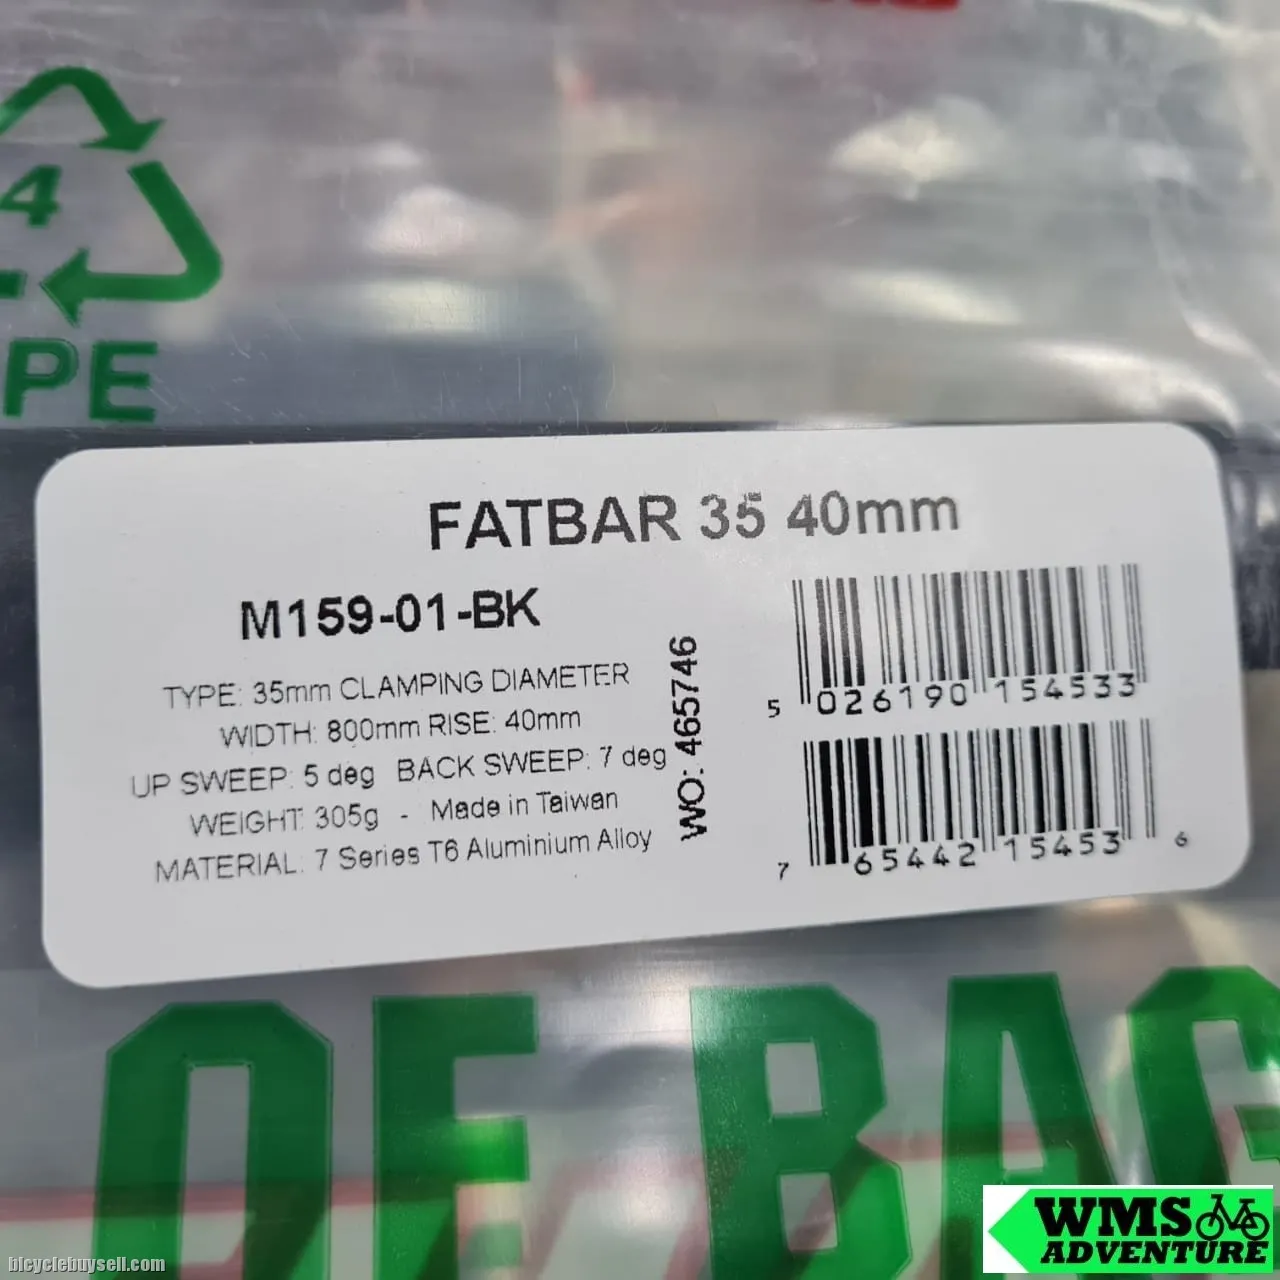 4
PE
FATBAR 35 40mm
M159-01-BK
TYPE: 35mm CLAMPING DIAMETER
WIDTH: 800mm RISE: 40mm
UP SWEEP: 5 deg BACK SWEEP: 7 deg
WEIGHT: 305g - Made in Taiwan
MATERIAL: 7 Series T6 Aluminium Alloy
WO: 465746
5 026190 154533
7 65442 15453 6
OF BAG
WMS
ADVENTURE
bicyclebuysell.com